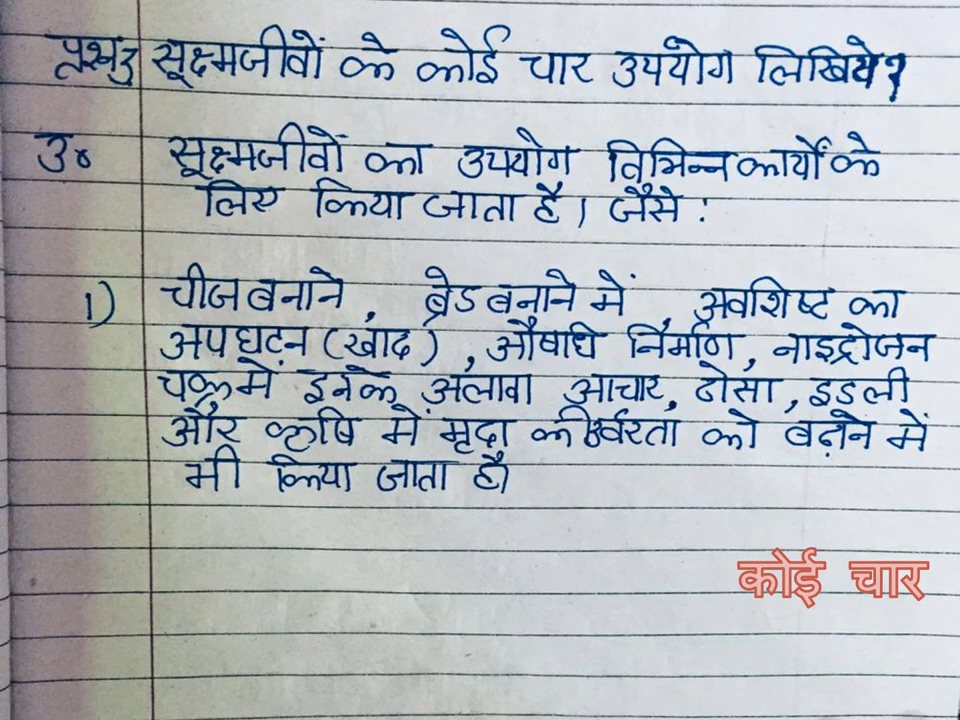 प्रश्न3 सूक्ष्मजीवों के कोई चार उपयोग लिखिये?
उ० सूक्ष्मजीवों का उपयोग विभिन्न कार्यों के
लिए किया जाता है। जैसे :
1) चीज बनाने, ब्रेड बनाने में, अवशिष्ट का
अपघटन (खाद), औषधि निर्माण, नाइट्रोजन
चक्र में इनके अलावा आचार, ढोसा, इडली
और कृषि में मृदा की उर्वरता को बढ़ाने में
भी किया जाता है।
कोई चार